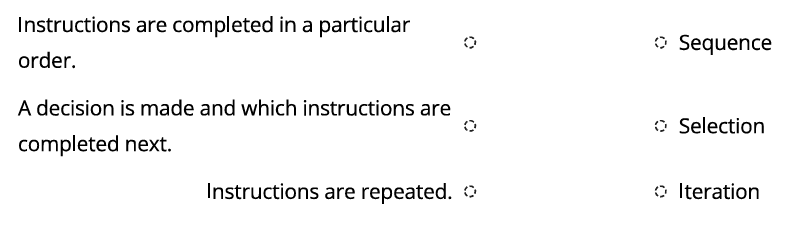 Instructions are completed in a particular
order.
Sequence
A decision is made and which instructions are
completed next.
Selection
Instructions are repeated.
Iteration